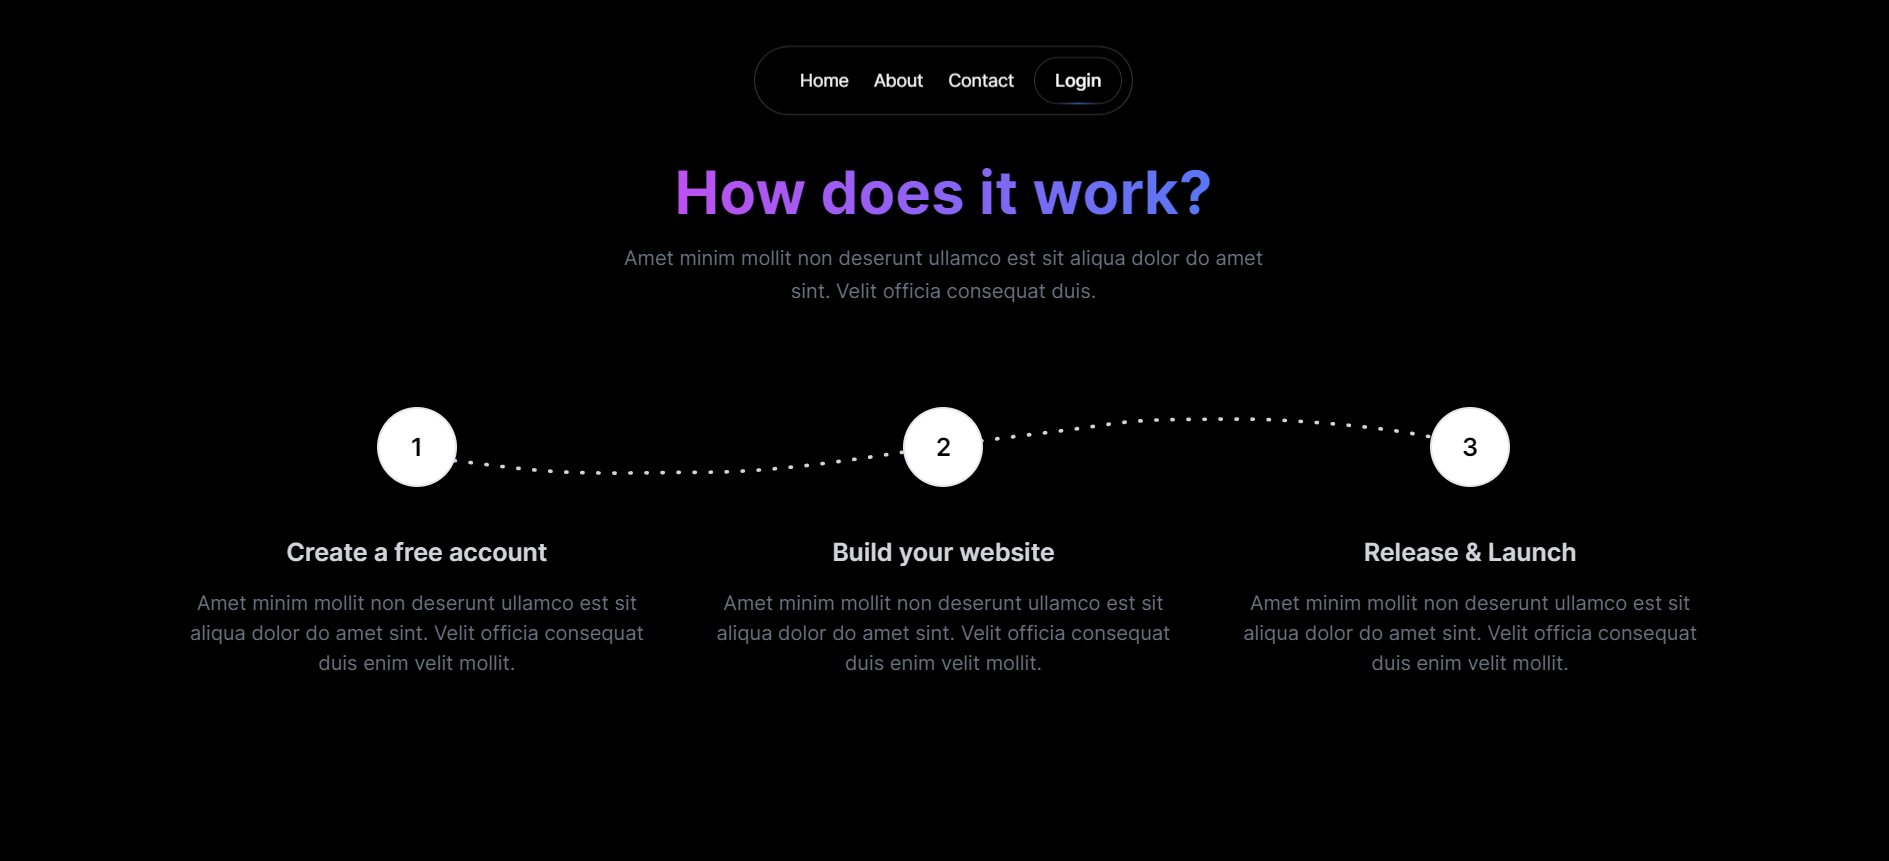 Home About Contact Login
How does it work?
Amet minim mollit non deserunt ullamco est sit aliqua dolor do amet
sint. Velit officia consequat duis.
1
2
3
Create a free account
Amet minim mollit non deserunt ullamco est sit
aliqua dolor do amet sint. Velit officia consequat
duis enim velit mollit.
Build your website
Amet minim mollit non deserunt ullamco est sit
aliqua dolor do amet sint. Velit officia consequat
duis enim velit mollit.
Release & Launch
Amet minim mollit non deserunt ullamco est sit
aliqua dolor do amet sint. Velit officia consequat
duis enim velit mollit.